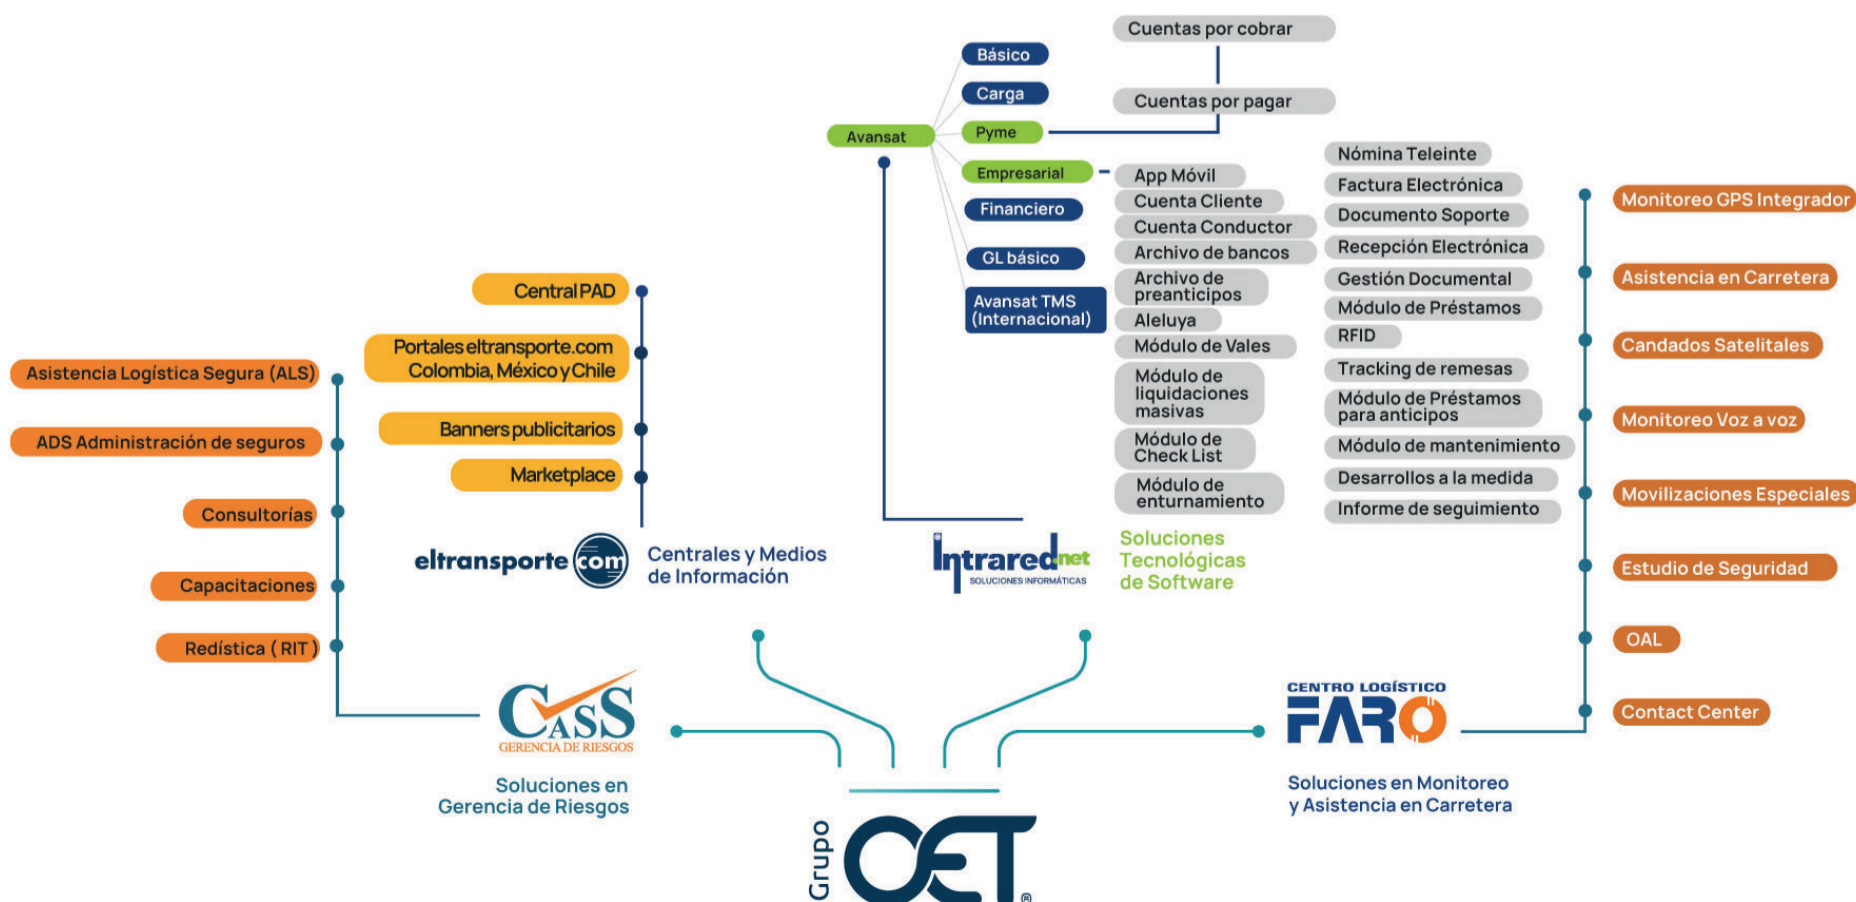 Asistencia Logística Segura (ALS)
ADS Administración de seguros
Consultorías
Capacitaciones
Redística ( RIT )
CASS
GERENCIA DE RIESGOS
Soluciones en
Gerencia de Riesgos
Central PAD
Portales eltransporte.com
Colombia, México y Chile
Banners publicitarios
Marketplace
eltransporte com
Centrales y Medios
de Información
Avansat
Básico
Carga
Pyme
Empresarial
Financiero
GL básico
Avansat TMS
(Internacional)
Cuentas por cobrar
Cuentas por pagar
App Móvil
Cuenta Cliente
Cuenta Conductor
Archivo de bancos
Archivo de
preanticipos
Aleluya
Módulo de Vales
Módulo de
liquidaciones
masivas
Módulo de
Check List
Módulo de
enturnamiento
Nómina Teleinte
Factura Electrónica
Documento Soporte
Recepción Electrónica
Gestión Documental
Módulo de Préstamos
RFID
Tracking de remesas
Módulo de Préstamos
para anticipos
Módulo de mantenimiento
Desarrollos a la medida
Informe de seguimiento
Intrared.net
SOLUCIONES INFORMÁTICAS
Soluciones
Tecnológicas
de Software
Monitoreo GPS Integrador
Asistencia en Carretera
Candados Satelitales
Monitoreo Voz a voz
Movilizaciones Especiales
Estudio de Seguridad
OAL
Contact Center
CENTRO LOGÍSTICO
FARO
Soluciones en Monitoreo
y Asistencia en Carretera
Grupo
OET
®